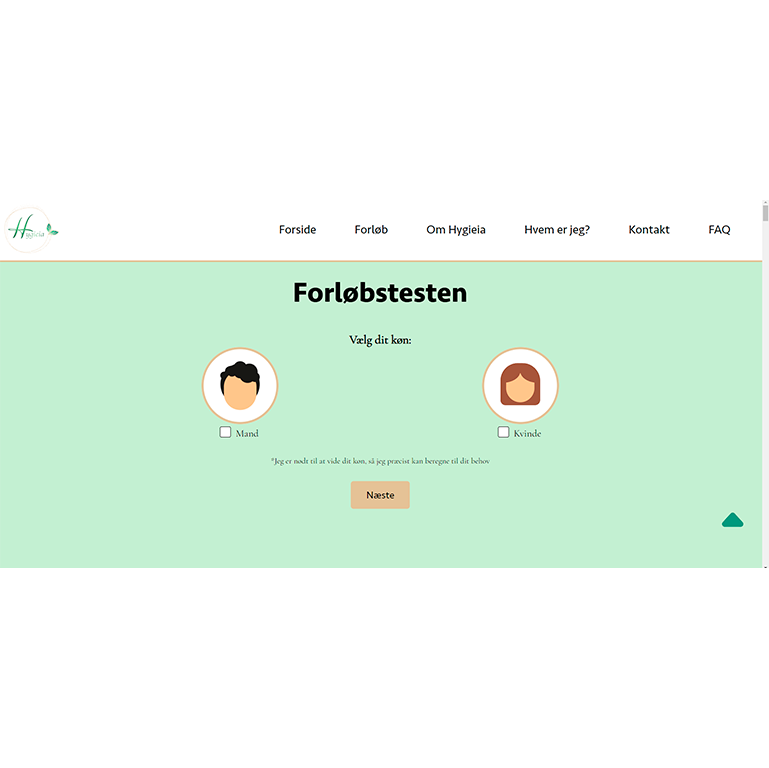 Hygieia
Forside Forløb Om Hygieia Hvem er jeg? Kontakt FAQ
Forløbstesten
Vælg dit køn:
Mand Kvinde
*Jeg er nødt til at vide dit køn, så jeg præcist kan beregne til dit behov
Næste